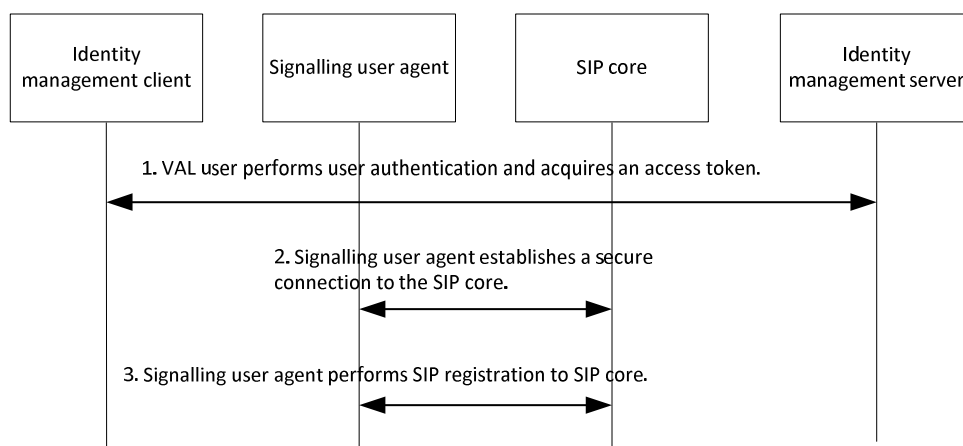 Identity
management client
Signalling user agent
SIP core
Identity
management server
1. VAL user performs user authentication and acquires an access token.
2. Signalling user agent establishes a secure
connection to the SIP core.
3. Signalling user agent performs SIP registration to SIP core.